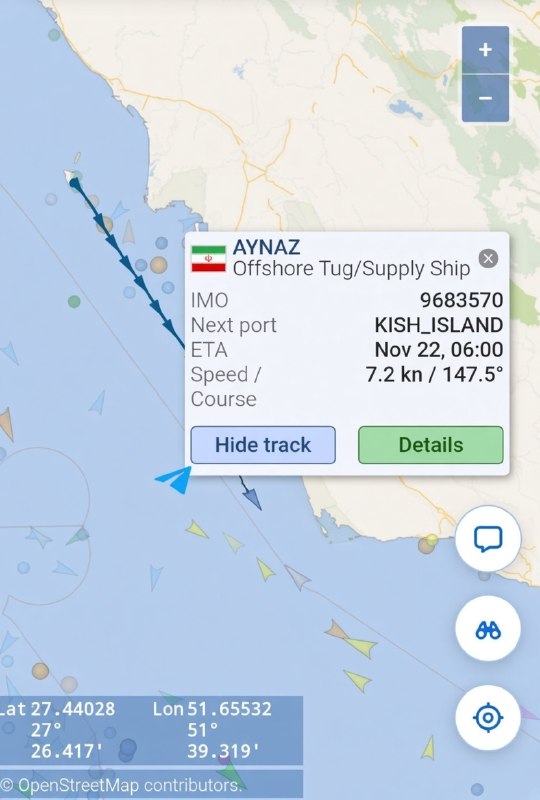 +
−
AYNAZ
Offshore Tug/Supply Ship
IMO 9683570
Next port KISH_ISLAND
ETA Nov 22, 06:00
Speed / 7.2 kn / 147.5°
Course
Hide track Details
Lat 27.44028 Lon 51.65532
27° 51°
26.417' 39.319'
© OpenStreetMap contributors.